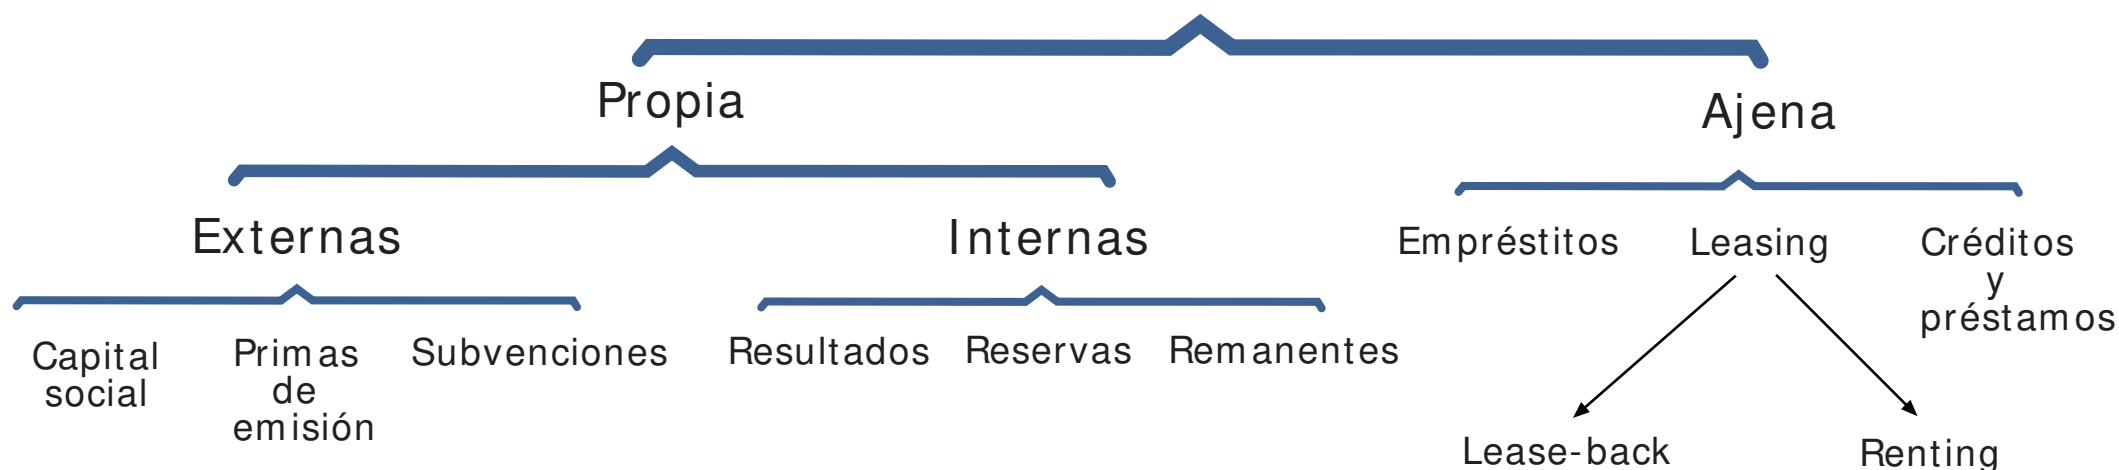 Propia
Ajena
Externas
Internas
Empréstitos
Leasing
Créditos
y
préstamos
Capital
social
Primas
de
emisión
Subvenciones
Resultados
Reservas
Remanentes
Lease-back
Renting